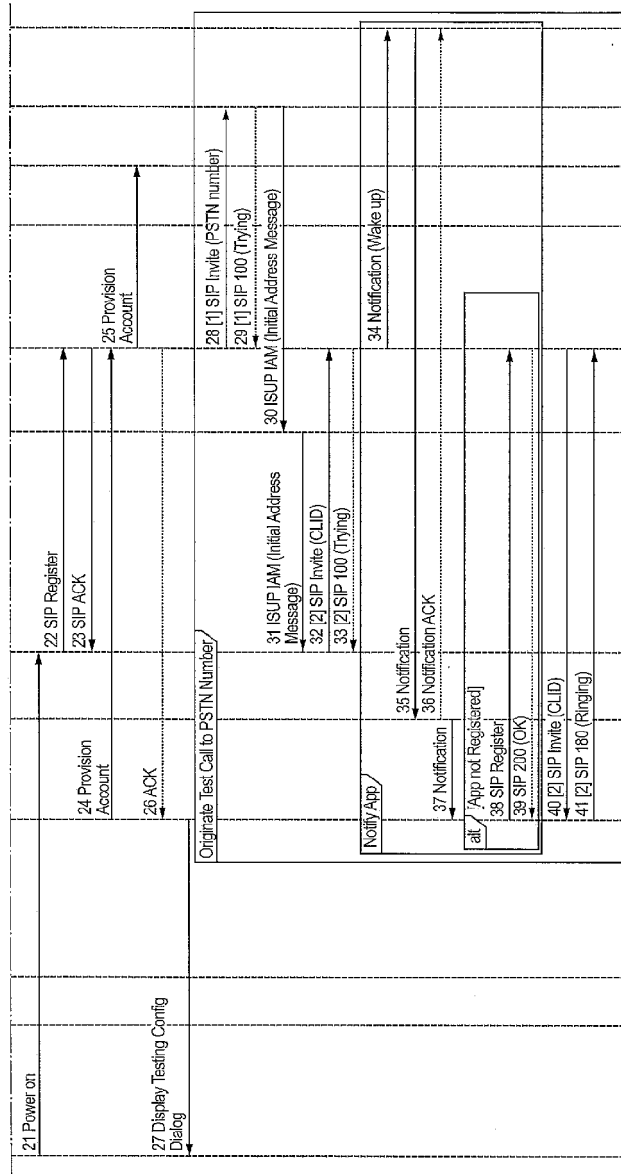 21 Power on
22 SIP Register
23 SIP ACK
24 Provision
Account
25 Provision
Account
26 ACK
27 Display Testing Config
Dialog
Originate Test Call to PSTN Number
28 [1] SIP Invite (PSTN number)
29 [1] SIP 100 (Trying)
30 ISUP IAM (Initial Address Message)
31 ISUP IAM (Initial Address
Message)
32 [2] SIP Invite (CLID)
33 [2] SIP 100 (Trying)
Notify App
34 Notification (Wake up)
35 Notification
36 Notification ACK
37 Notification
alt
[App not Registered]
38 SIP Register
39 SIP 200 (OK)
40 [2] SIP Invite (CLID)
41 [2] SIP 180 (Ringing)